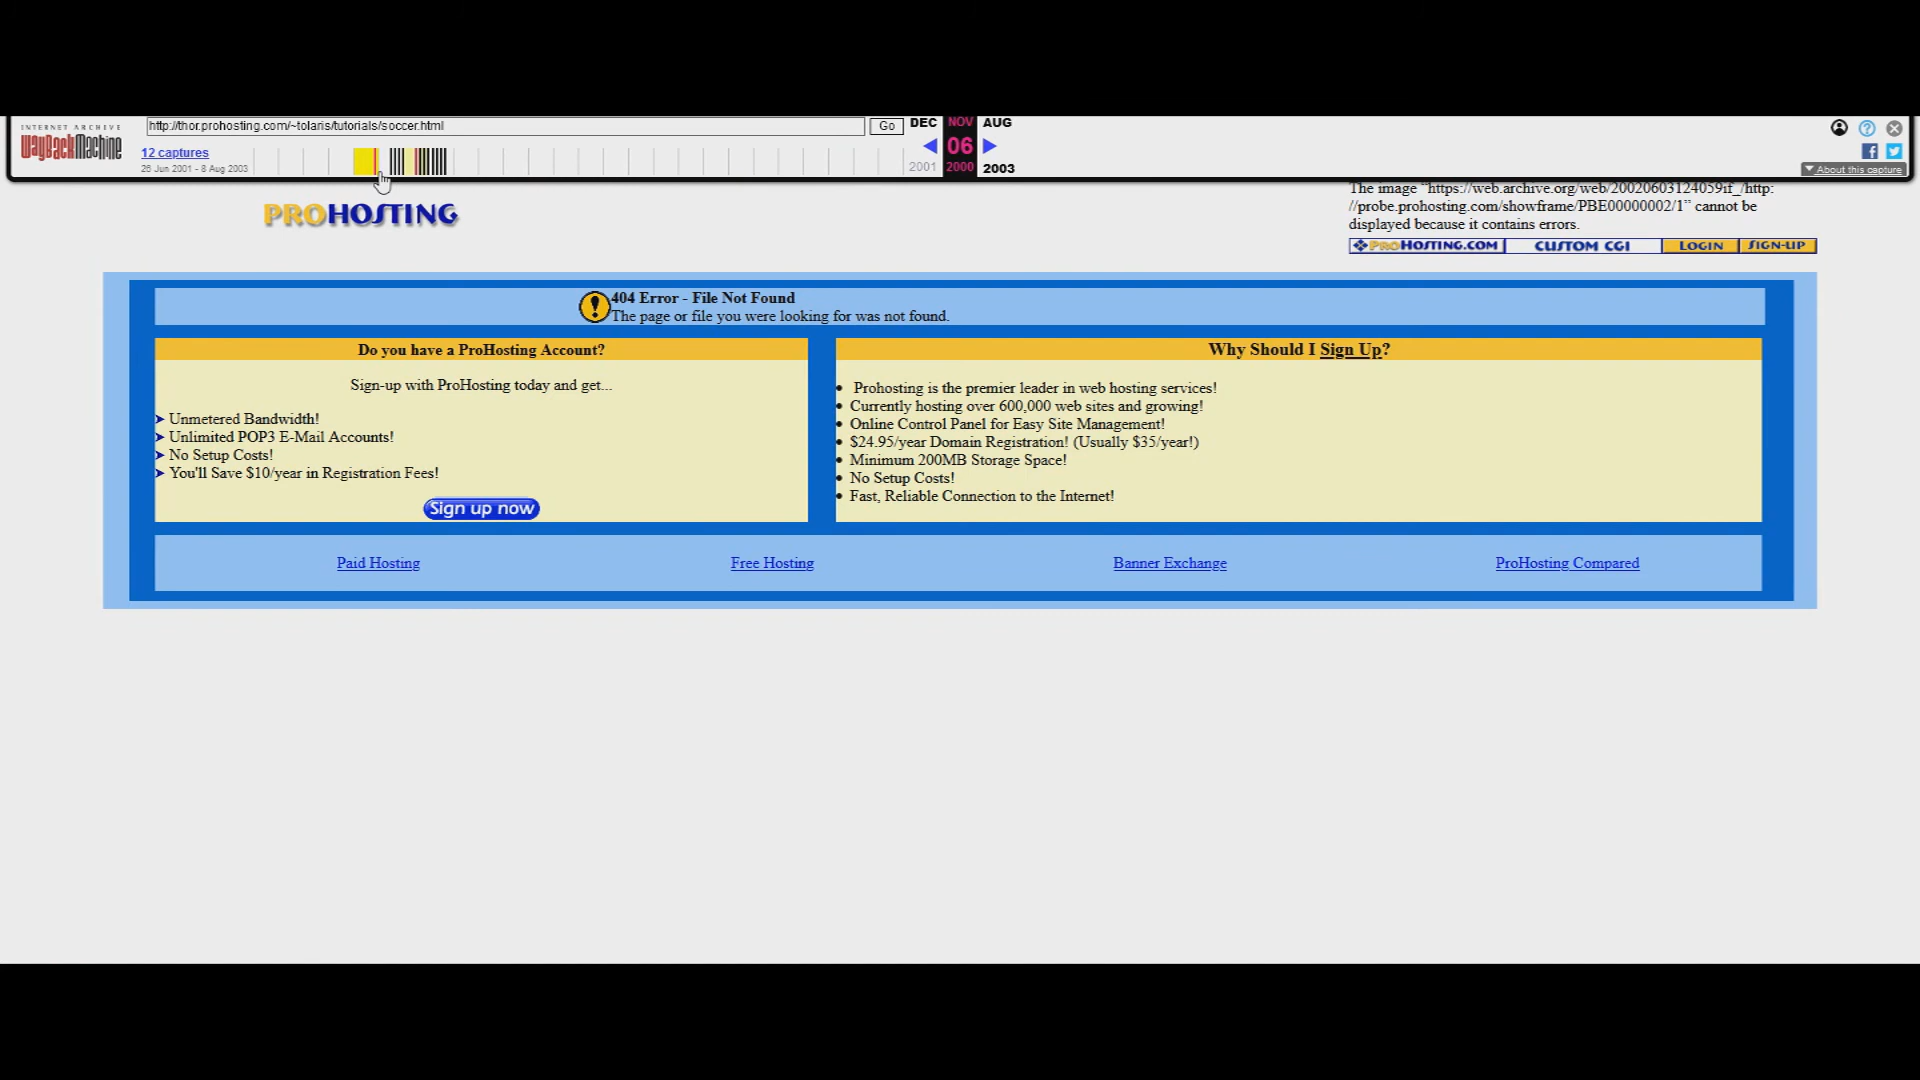 INTERNET ARCHIVE
WayBackMachine
http://thor.prohosting.com/~tolaris/tutorials/soccer.html
Go
DEC NOV AUG
12 captures
06
26 Jun 2001 - 8 Aug 2003
2001 2000 2003
About this capture
PROHOSTING
The image “https://web.archive.org/web/20020603124059if_/http:
//probe.prohosting.com/showframe/PBE00000002/1” cannot be
displayed because it contains errors.
PROHOSTING.COM CUSTOM CGI LOGIN SIGN-UP
404 Error - File Not Found
The page or file you were looking for was not found.
Do you have a ProHosting Account?
Sign-up with ProHosting today and get...
Unmetered Bandwidth!
Unlimited POP3 E-Mail Accounts!
No Setup Costs!
You'll Save $10/year in Registration Fees!
Sign up now
Why Should I Sign Up?
Prohosting is the premier leader in web hosting services!
Currently hosting over 600,000 web sites and growing!
Online Control Panel for Easy Site Management!
$24.95/year Domain Registration! (Usually $35/year!)
Minimum 200MB Storage Space!
No Setup Costs!
Fast, Reliable Connection to the Internet!
Paid Hosting
Free Hosting
Banner Exchange
ProHosting Compared